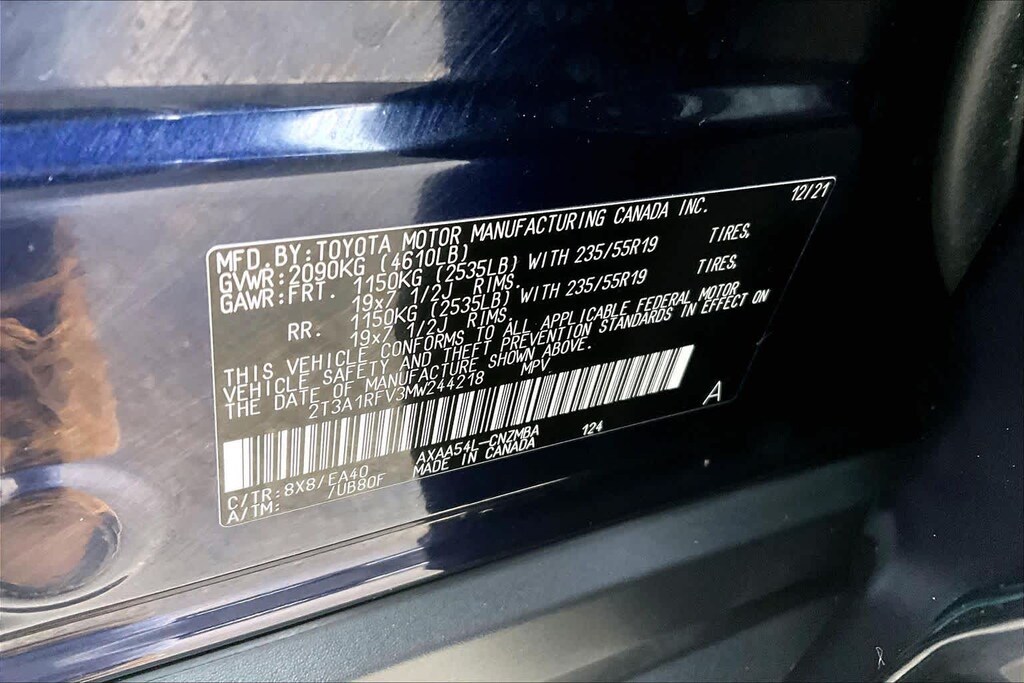 12/21
MFD. BY: TOYOTA MOTOR MANUFACTURING CANADA INC.
GVWR: 2090KG (4610LB)
GAWR: FRT. 1150KG (2535LB) WITH 235/55R19 TIRES,
19x7 1/2J RIMS.
RR. 1150KG (2535LB) WITH 235/55R19 TIRES,
19x7 1/2J RIMS.
THIS VEHICLE CONFORMS TO ALL APPLICABLE FEDERAL MOTOR
VEHICLE SAFETY AND THEFT PREVENTION STANDARDS IN EFFECT ON
THE DATE OF MANUFACTURE SHOWN ABOVE.
2T3A1RFV3MW244218 MPV
A
C/TR: 8X8/EA40 AXAA54L-CNZMBA 124
A/TM: /UB80F MADE IN CANADA